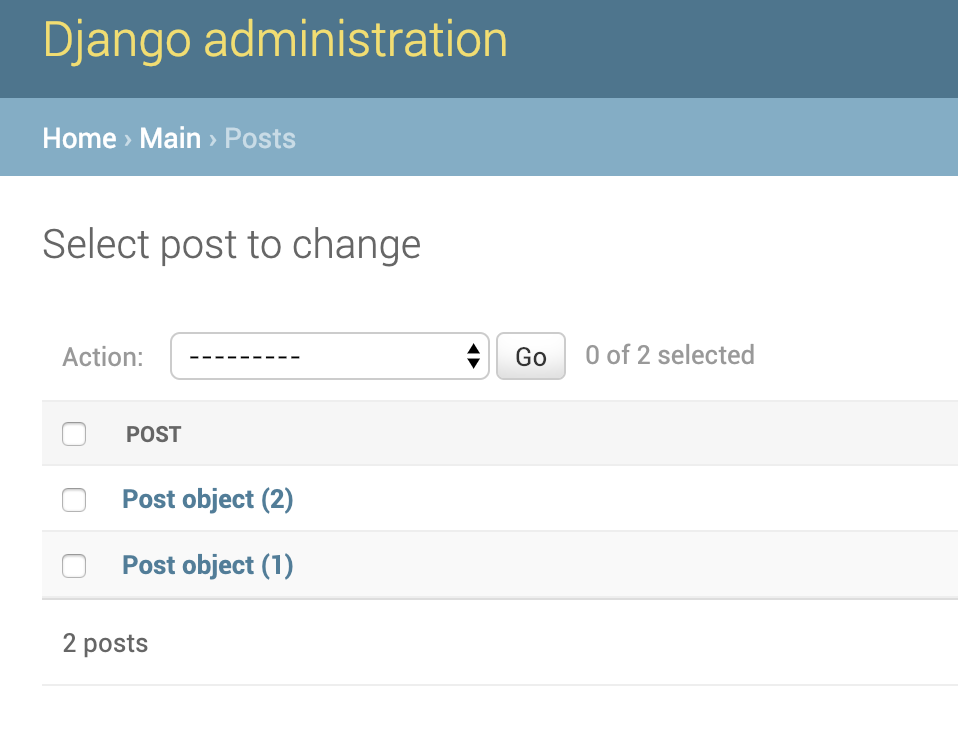 Django administration
Home › Main › Posts
Select post to change
Action: --------- Go 0 of 2 selected
POST
Post object (2)
Post object (1)
2 posts